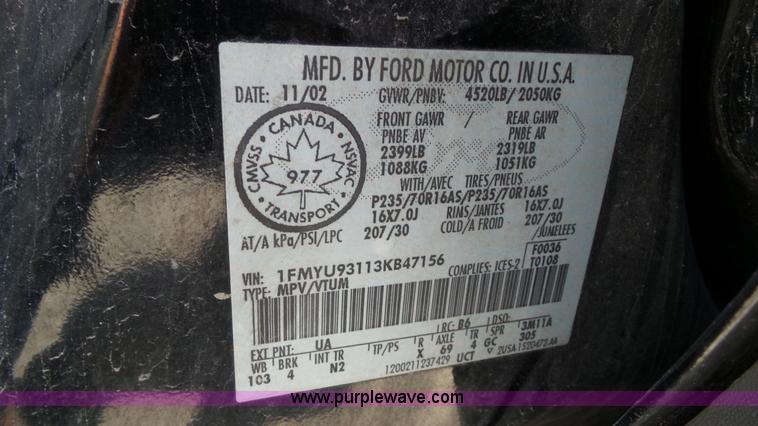 MFD. BY FORD MOTOR CO. IN U.S.A.
DATE: 11/02 GVWR/PNBV: 4520LB/ 2050KG
FRONT GAWR / REAR GAWR
PNBE AV PNBE AR
2399LB 2319LB
1088KG 1051KG
WITH/AVEC TIRES/PNEUS
P235/70R16AS/P235/70R16AS
16X7.0J RIMS/JANTES 16X7.0J
AT/A kPa/PSI/LPC 207/30 COLD/A FROID 207/30
/JUMELEES
CANADA
CMVSS NSVAC
977
TRANSPORT
VIN: 1FMYU93113KB47156 COMPLIES: ICES-2 F0036
TYPE: MPV/VTUM T0108
EXT PNT: UA RC: B6 DSO:
WB BRK INT TR TP/PS R AXLE TR SPR 3M11A
103 4 N2 X 69 4 GC 305
1200211237429 UCT V 2USA-1520472-AA
www.purplewave.com